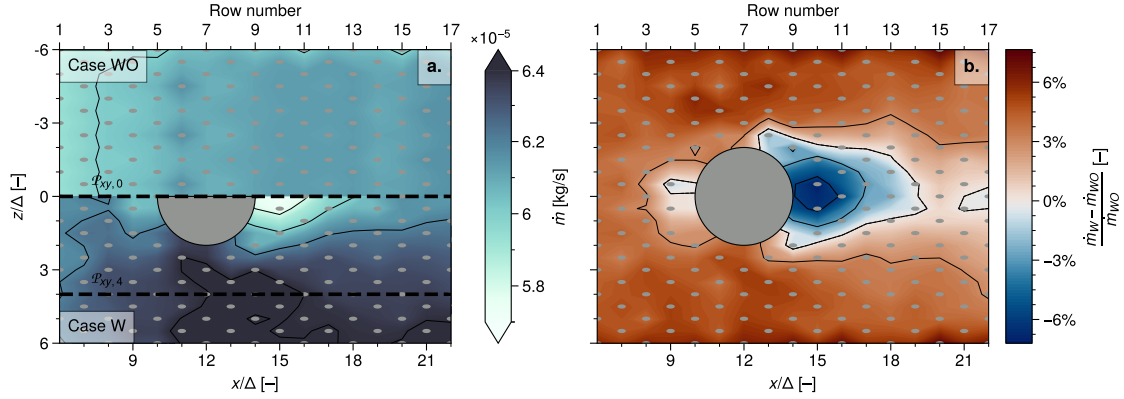 Row number
1 3 5 7 9 11 13 15 17
×10⁻⁵
Case WO
a.
-6
-3
0
3
6
z/Δ [−]
𝒫xy,0
𝒫xy,4
Case W
9 12 15 18 21
x/Δ [−]
6.4
6.2
6
5.8
ṁ [kg/s]
Row number
1 3 5 7 9 11 13 15 17
b.
9 12 15 18 21
x/Δ [−]
6%
3%
0%
−3%
−6%
ṁW − ṁWO
ṁWO
[−]